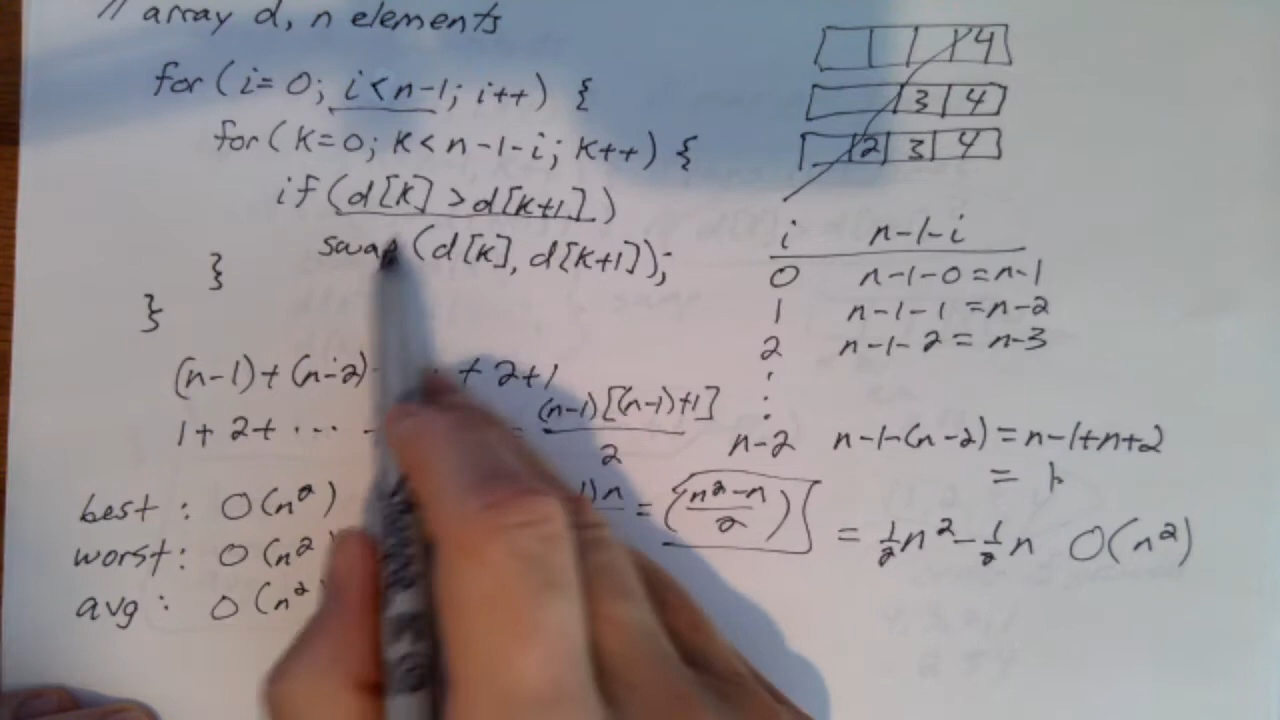 // array d, n elements
for (i=0; i<n-1; i++) {
for (k=0; k<n-1-i; k++) {
if (d[k] > d[k+1])
swap (d[k], d[k+1]);
}
}
(n-1)+(n-2) + 2+1
1+2+ ... = (n-1)[(n-1)+1]
2
1)n = (n²-n
2) = ½n²-½n O(n²)
best: O(n²)
worst: O(n²
avg: O(n²
4
3 4
2 3 4
i n-1-i
0 n-1-0=n-1
1 n-1-1=n-2
2 n-1-2=n-3
⋮
n-2 n-1-(n-2)=n-1+n+2
= 1